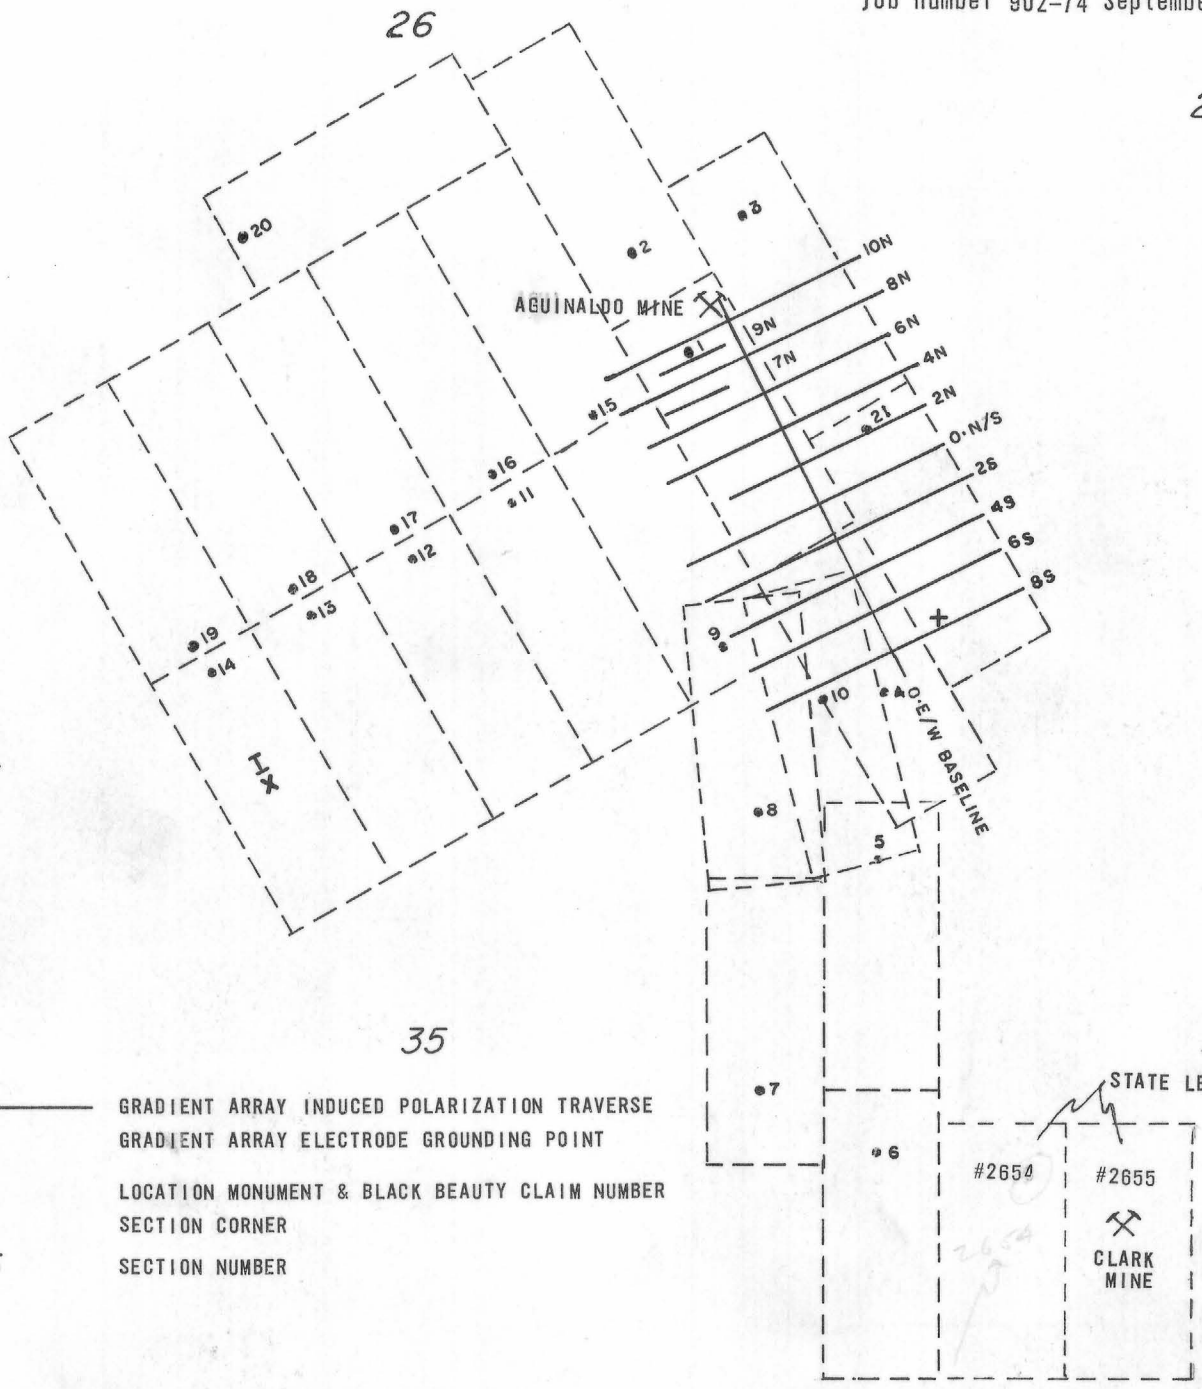 Job Number 902-74 Septembe
26
2
20
3
2
10N
8N
AGUINALDO MINE
9N
6N
1
7N
4N
15
2N
21
0·N/S
16
2S
11
4S
17
6S
12
18
8S
13
19
9
14
10
4
0·E/W BASELINE
8
5
35
7
STATE LE
GRADIENT ARRAY INDUCED POLARIZATION TRAVERSE
GRADIENT ARRAY ELECTRODE GROUNDING POINT
6
#2654
#2655
LOCATION MONUMENT & BLACK BEAUTY CLAIM NUMBER
SECTION CORNER
2654
CLARK
MINE
SECTION NUMBER